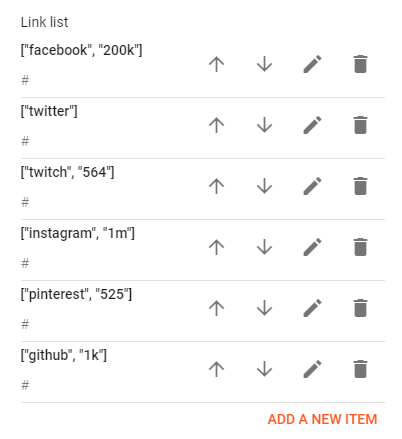 Link list
["facebook", "200k"]
#
["twitter"]
#
["twitch", "564"]
#
["instagram", "1m"]
#
["pinterest", "525"]
#
["github", "1k"]
#
ADD A NEW ITEM